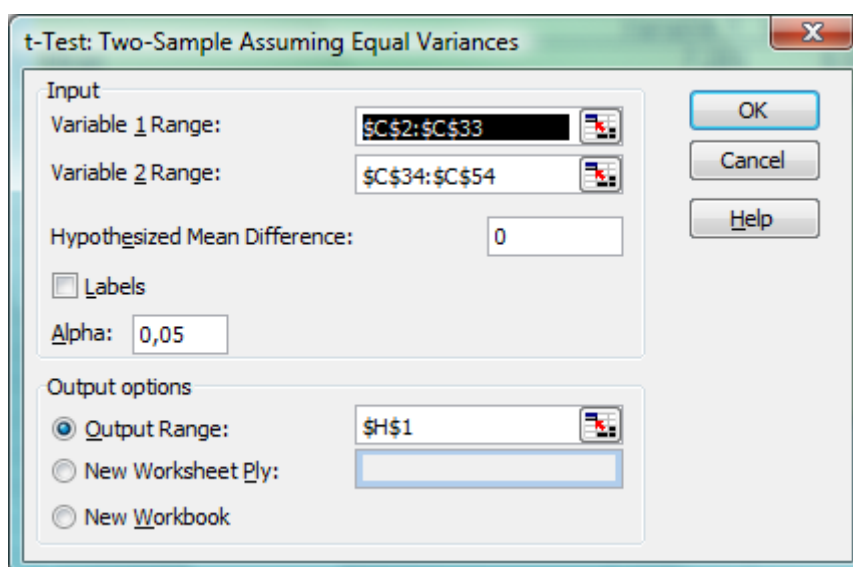 t-Test: Two-Sample Assuming Equal Variances
Input
Variable 1 Range: $C$2:$C$33
Variable 2 Range: $C$34:$C$54
Hypothesized Mean Difference: 0
Labels
Alpha: 0,05
OK
Cancel
Help
Output options
Output Range: $H$1
New Worksheet Ply:
New Workbook